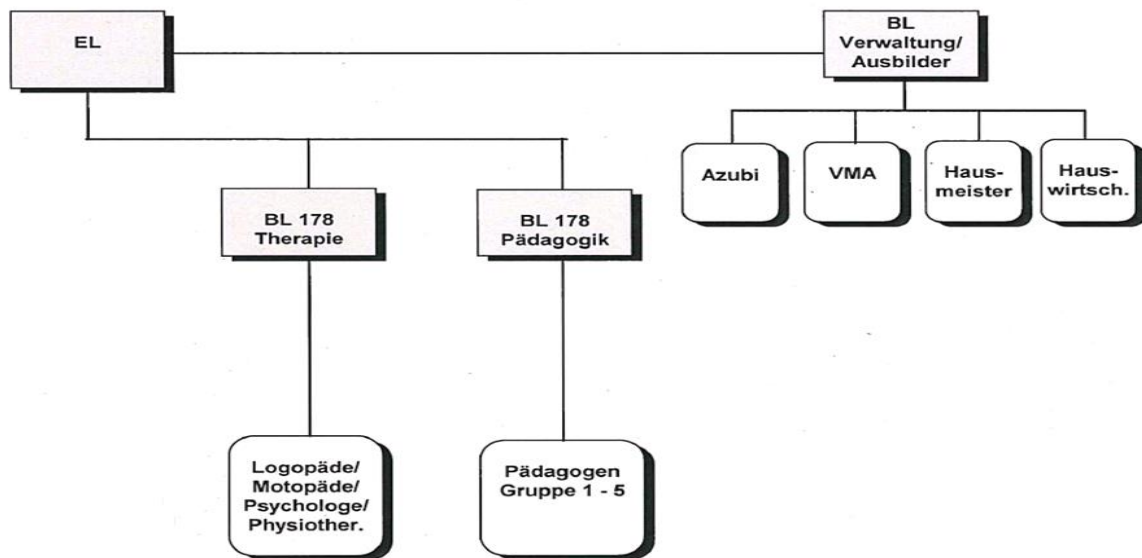 EL
BL
Verwaltung/
Ausbilder
Azubi
VMA
Haus-
meister
Haus-
wirtsch.
BL 178
Therapie
BL 178
Pädagogik
Logopäde/
Motopäde/
Psychologe/
Physiother.
Pädagogen
Gruppe 1 - 5